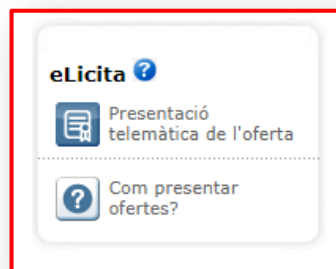 eLicita ?
Presentació
telemàtica de l'oferta
?
Com presentar
ofertes?